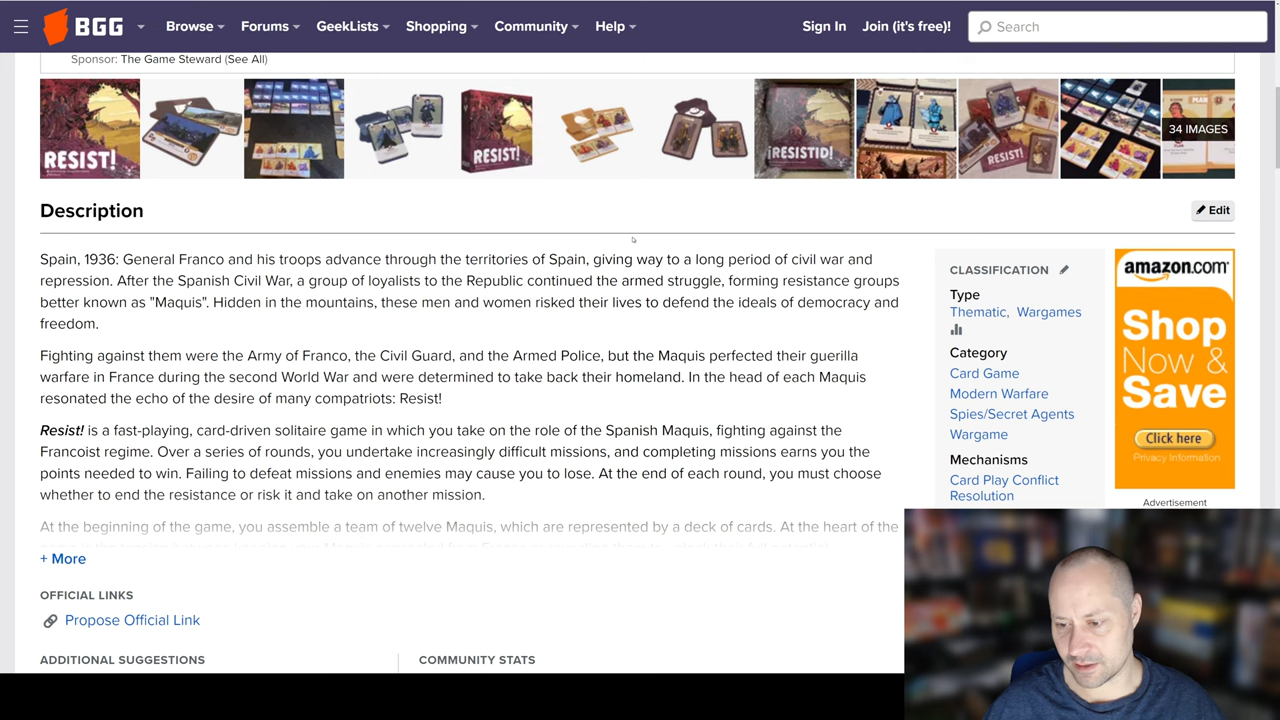 BGG Browse Forums GeekLists Shopping Community Help Sign In Join (it's free!) Search
Sponsor: The Game Steward (See All)
RESIST!
RESIST!
¡RESISTID!
RESIST!
34 IMAGES
Description
Edit
Spain, 1936: General Franco and his troops advance through the territories of Spain, giving way to a long period of civil war and
repression. After the Spanish Civil War, a group of loyalists to the Republic continued the armed struggle, forming resistance groups
better known as "Maquis". Hidden in the mountains, these men and women risked their lives to defend the ideals of democracy and
freedom.
Fighting against them were the Army of Franco, the Civil Guard, and the Armed Police, but the Maquis perfected their guerilla
warfare in France during the second World War and were determined to take back their homeland. In the head of each Maquis
resonated the echo of the desire of many compatriots: Resist!
Resist! is a fast-playing, card-driven solitaire game in which you take on the role of the Spanish Maquis, fighting against the
Francoist regime. Over a series of rounds, you undertake increasingly difficult missions, and completing missions earns you the
points needed to win. Failing to defeat missions and enemies may cause you to lose. At the end of each round, you must choose
whether to end the resistance or risk it and take on another mission.
At the beginning of the game, you assemble a team of twelve Maquis, which are represented by a deck of cards. At the heart of the
+ More
OFFICIAL LINKS
Propose Official Link
ADDITIONAL SUGGESTIONS
COMMUNITY STATS
CLASSIFICATION
Type
Thematic, Wargames
Category
Card Game
Modern Warfare
Spies/Secret Agents
Wargame
Mechanisms
Card Play Conflict
Resolution
amazon.com
Shop
Now &
Save
Click here
Privacy Information
Advertisement